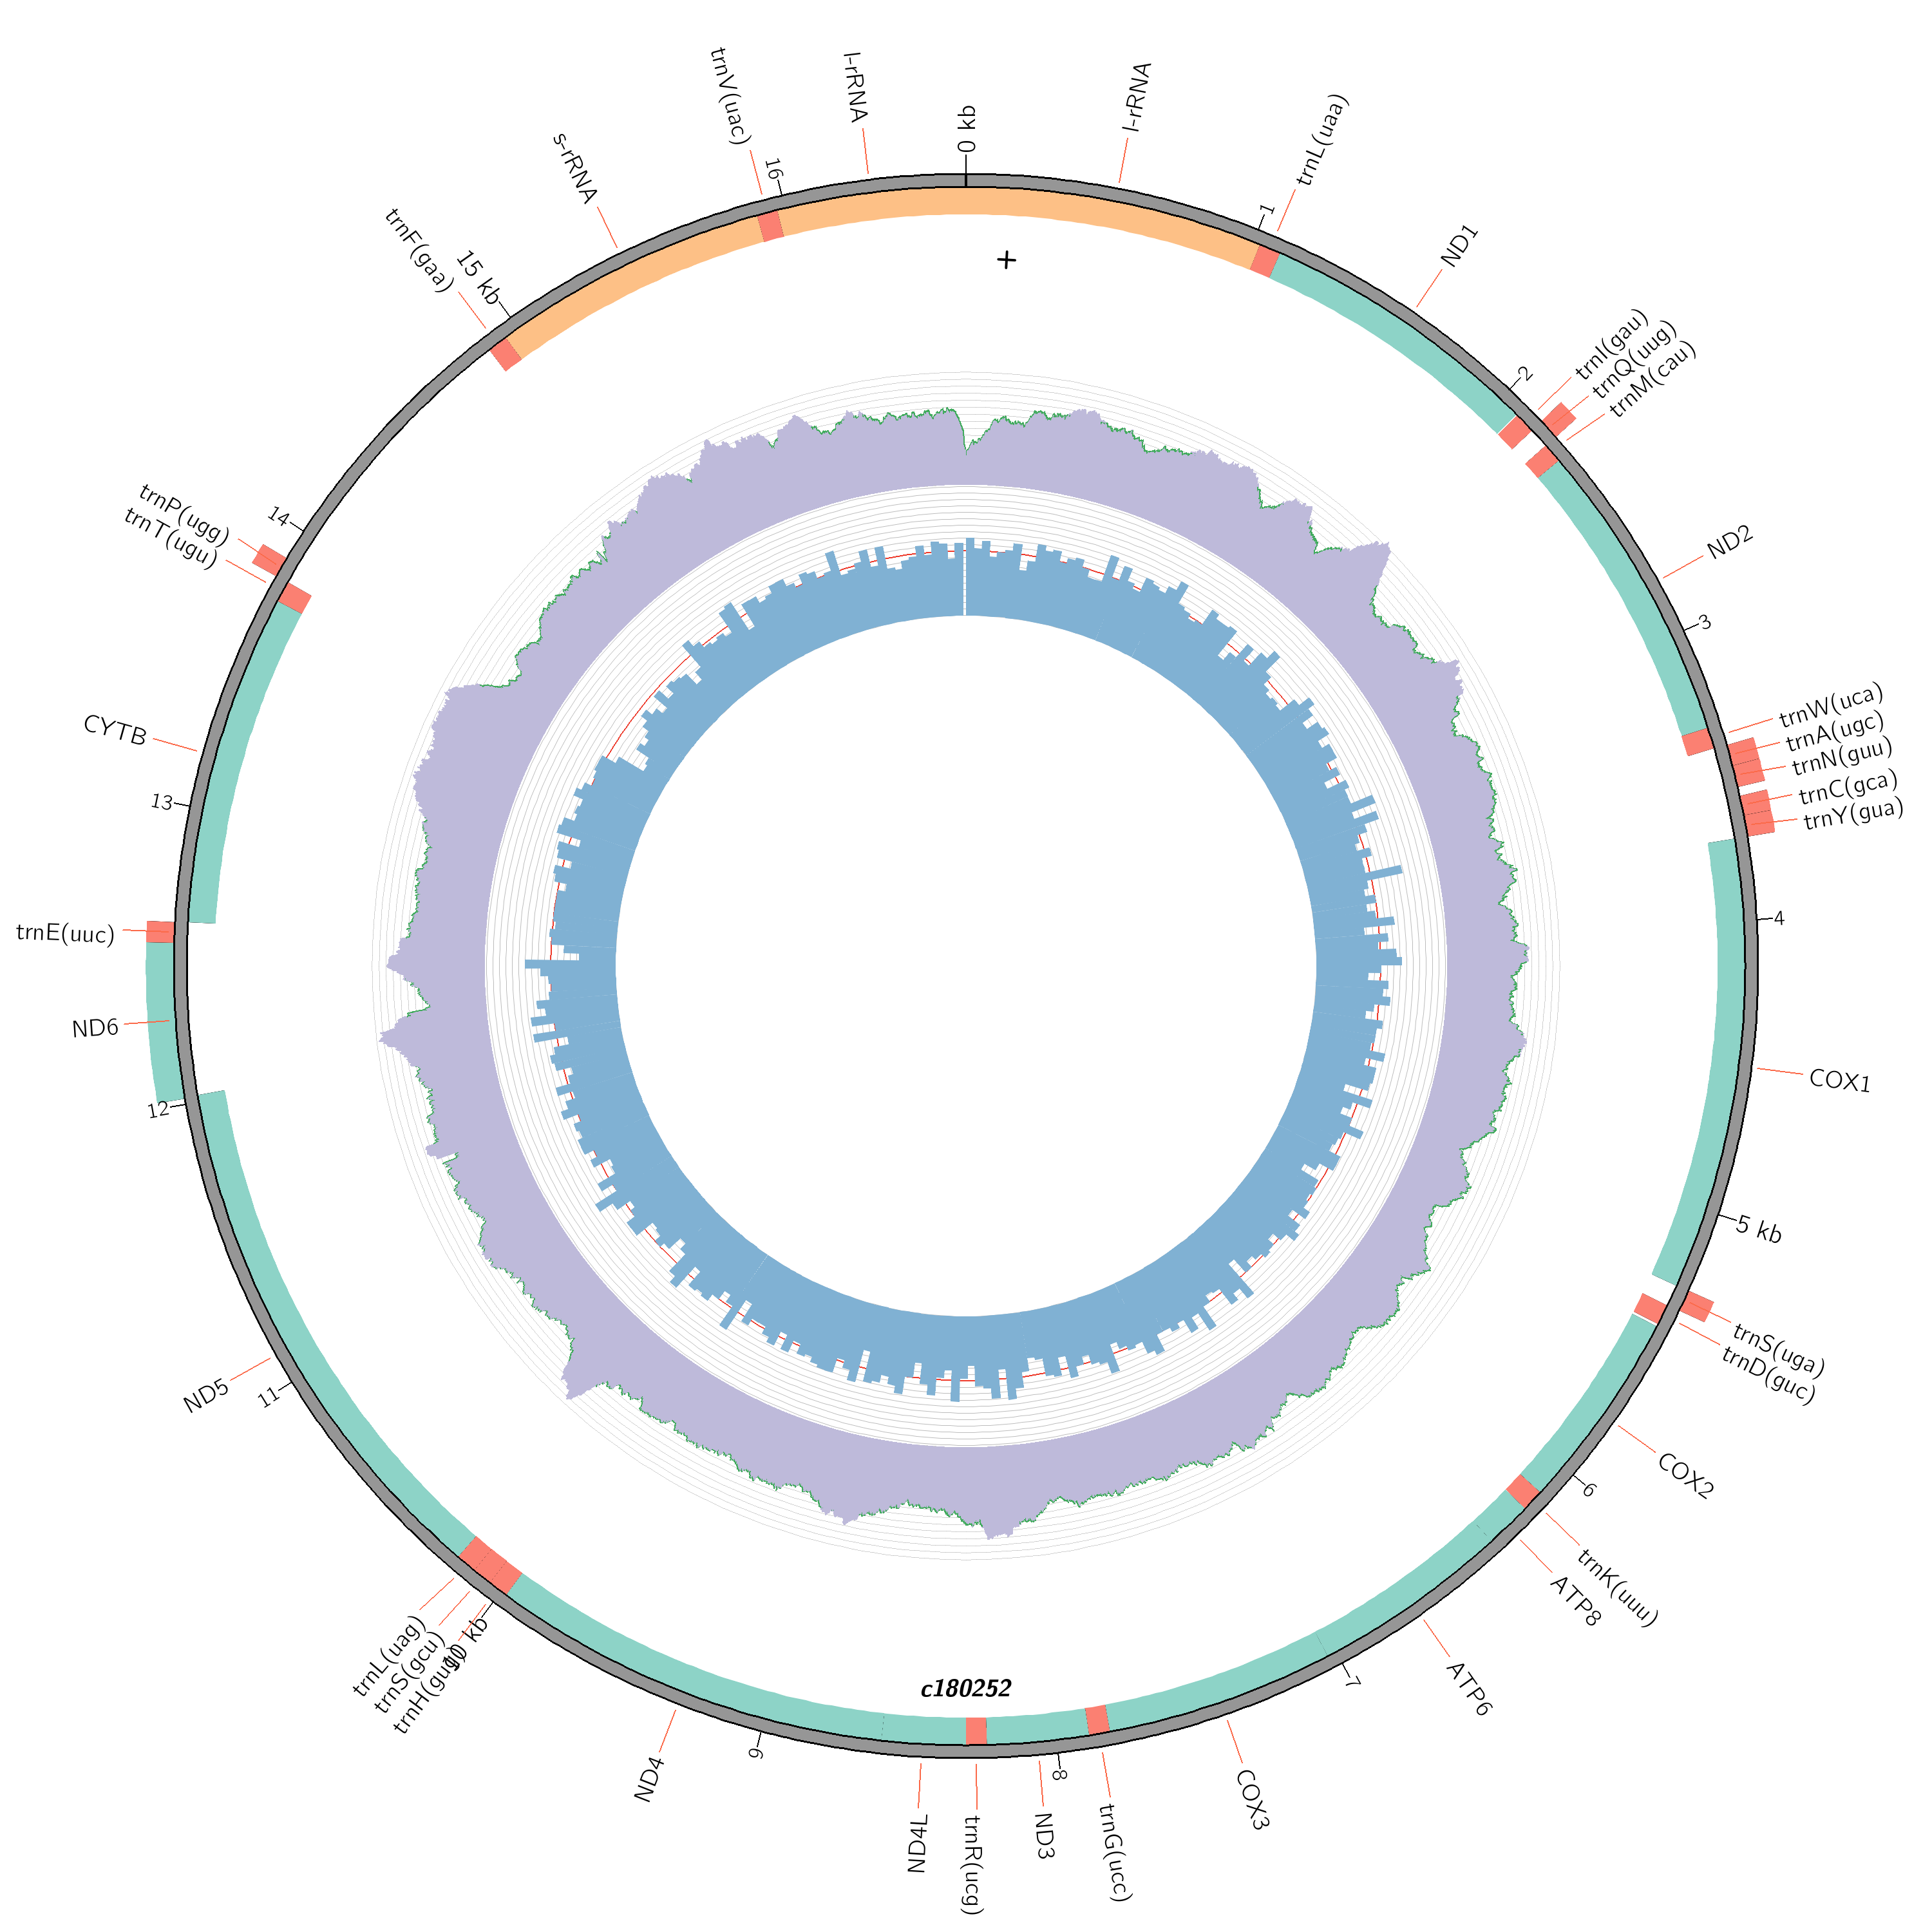 0 kb
l-rRNA
trnL(uaa)
1
ND1
2
trnI(gau)
trnQ(uug)
trnM(cau)
ND2
3
trnW(uca)
trnA(ugc)
trnN(guu)
trnC(gca)
trnY(gua)
4
COX1
5 kb
trnS(uga)
trnD(guc)
COX2
6
trnK(uuu)
ATP8
ATP6
7
COX3
trnG(ucc)
8
ND3
trnR(ucg)
ND4L
9
ND4
10 kb
trnH(gug)
trnS(gcu)
trnL(uag)
11
ND5
12
ND6
trnE(uuc)
13
CYTB
trnT(ugu)
trnP(ugg)
14
trnF(gaa)
15 kb
s-rRNA
trnV(uac)
16
l-rRNA
+
c180252